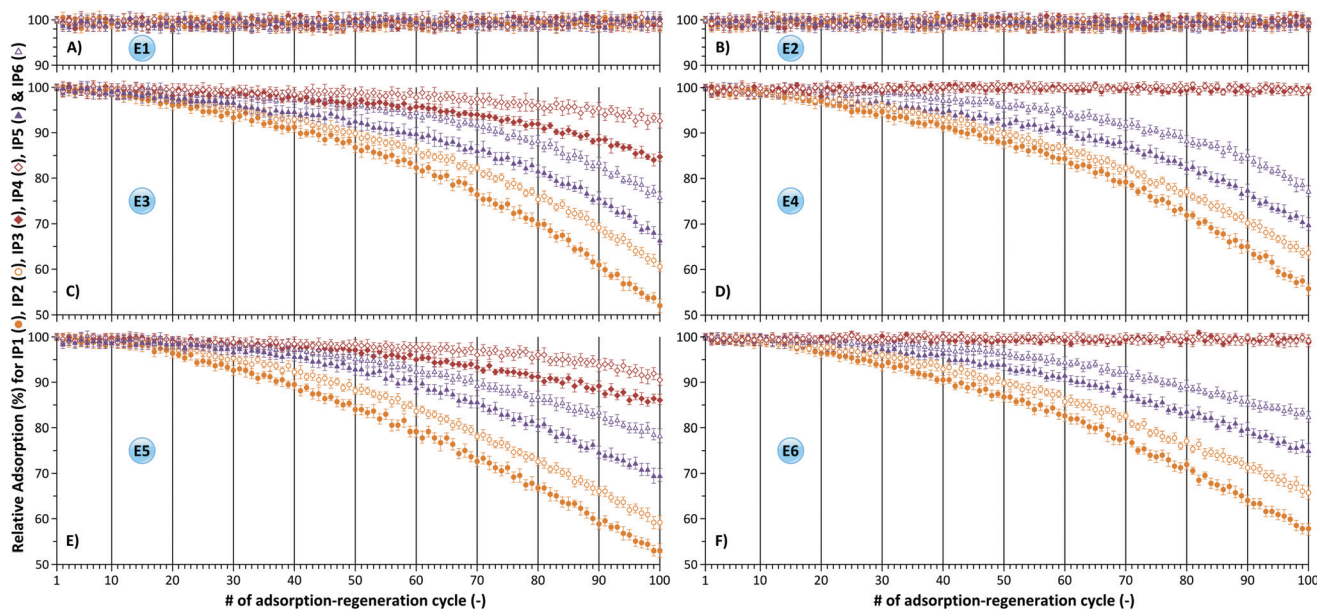 Relative Adsorption (%) for IP1 (●), IP2 (○), IP3 (◆), IP4 (◇), IP5 (▲) & IP6 (△)
100
90
A)
E1
100
90
B)
E2
100
90
80
70
60
50
E3
C)
100
90
80
70
60
50
E4
D)
100
90
80
70
60
50
E5
E)
1 10 20 30 40 50 60 70 80 90 100
# of adsorption-regeneration cycle (-)
100
90
80
70
60
50
E6
F)
1 10 20 30 40 50 60 70 80 90 100
# of adsorption-regeneration cycle (-)